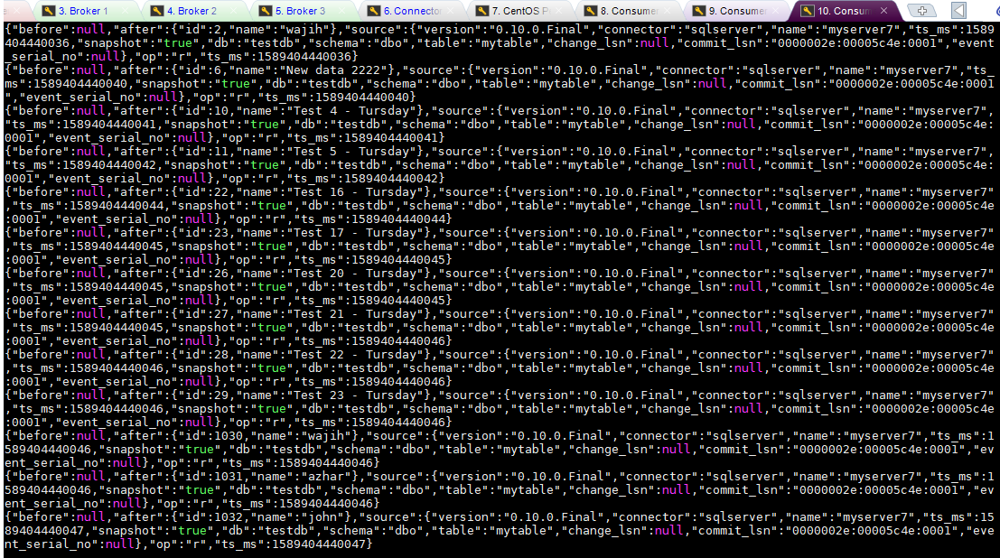 3. Broker 1
4. Broker 2
5. Broker 3
6. Connector
7. CentOS P
8. Consumer
9. Consumer
10. Consum
{"before":null,"after":{"id":2,"name":"wajih"},"source":{"version":"0.10.0.Final","connector":"sqlserver","name":"myserver7","ts_ms":1589
404440036,"snapshot":"true","db":"testdb","schema":"dbo","table":"mytable","change_lsn":null,"commit_lsn":"0000002e:00005c4e:0001","event
_serial_no":null},"op":"r","ts_ms":1589404440036}
{"before":null,"after":{"id":6,"name":"New data 2222"},"source":{"version":"0.10.0.Final","connector":"sqlserver","name":"myserver7","ts_
ms":1589404440040,"snapshot":"true","db":"testdb","schema":"dbo","table":"mytable","change_lsn":null,"commit_lsn":"0000002e:00005c4e:0001
","event_serial_no":null},"op":"r","ts_ms":1589404440040}
{"before":null,"after":{"id":10,"name":"Test 4 - Tursday"},"source":{"version":"0.10.0.Final","connector":"sqlserver","name":"myserver7",
"ts_ms":1589404440041,"snapshot":"true","db":"testdb","schema":"dbo","table":"mytable","change_lsn":null,"commit_lsn":"0000002e:00005c4e:
0001","event_serial_no":null},"op":"r","ts_ms":1589404440041}
{"before":null,"after":{"id":11,"name":"Test 5 - Tursday"},"source":{"version":"0.10.0.Final","connector":"sqlserver","name":"myserver7",
"ts_ms":1589404440042,"snapshot":"true","db":"testdb","schema":"dbo","table":"mytable","change_lsn":null,"commit_lsn":"0000002e:00005c4e:
0001","event_serial_no":null},"op":"r","ts_ms":1589404440042}
{"before":null,"after":{"id":22,"name":"Test 16 - Tursday"},"source":{"version":"0.10.0.Final","connector":"sqlserver","name":"myserver7"
,"ts_ms":1589404440044,"snapshot":"true","db":"testdb","schema":"dbo","table":"mytable","change_lsn":null,"commit_lsn":"0000002e:00005c4e
:0001","event_serial_no":null},"op":"r","ts_ms":1589404440044}
{"before":null,"after":{"id":23,"name":"Test 17 - Tursday"},"source":{"version":"0.10.0.Final","connector":"sqlserver","name":"myserver7"
,"ts_ms":1589404440045,"snapshot":"true","db":"testdb","schema":"dbo","table":"mytable","change_lsn":null,"commit_lsn":"0000002e:00005c4e
:0001","event_serial_no":null},"op":"r","ts_ms":1589404440045}
{"before":null,"after":{"id":26,"name":"Test 20 - Tursday"},"source":{"version":"0.10.0.Final","connector":"sqlserver","name":"myserver7"
,"ts_ms":1589404440045,"snapshot":"true","db":"testdb","schema":"dbo","table":"mytable","change_lsn":null,"commit_lsn":"0000002e:00005c4e
:0001","event_serial_no":null},"op":"r","ts_ms":1589404440045}
{"before":null,"after":{"id":27,"name":"Test 21 - Tursday"},"source":{"version":"0.10.0.Final","connector":"sqlserver","name":"myserver7"
,"ts_ms":1589404440045,"snapshot":"true","db":"testdb","schema":"dbo","table":"mytable","change_lsn":null,"commit_lsn":"0000002e:00005c4e
:0001","event_serial_no":null},"op":"r","ts_ms":1589404440046}
{"before":null,"after":{"id":28,"name":"Test 22 - Tursday"},"source":{"version":"0.10.0.Final","connector":"sqlserver","name":"myserver7"
,"ts_ms":1589404440046,"snapshot":"true","db":"testdb","schema":"dbo","table":"mytable","change_lsn":null,"commit_lsn":"0000002e:00005c4e
:0001","event_serial_no":null},"op":"r","ts_ms":1589404440046}
{"before":null,"after":{"id":29,"name":"Test 23 - Tursday"},"source":{"version":"0.10.0.Final","connector":"sqlserver","name":"myserver7"
,"ts_ms":1589404440046,"snapshot":"true","db":"testdb","schema":"dbo","table":"mytable","change_lsn":null,"commit_lsn":"0000002e:00005c4e
:0001","event_serial_no":null},"op":"r","ts_ms":1589404440046}
{"before":null,"after":{"id":1030,"name":"wajih"},"source":{"version":"0.10.0.Final","connector":"sqlserver","name":"myserver7","ts_ms":1
589404440046,"snapshot":"true","db":"testdb","schema":"dbo","table":"mytable","change_lsn":null,"commit_lsn":"0000002e:00005c4e:0001","ev
ent_serial_no":null},"op":"r","ts_ms":1589404440046}
{"before":null,"after":{"id":1031,"name":"azhar"},"source":{"version":"0.10.0.Final","connector":"sqlserver","name":"myserver7","ts_ms":1
589404440046,"snapshot":"true","db":"testdb","schema":"dbo","table":"mytable","change_lsn":null,"commit_lsn":"0000002e:00005c4e:0001","ev
ent_serial_no":null},"op":"r","ts_ms":1589404440046}
{"before":null,"after":{"id":1032,"name":"john"},"source":{"version":"0.10.0.Final","connector":"sqlserver","name":"myserver7","ts_ms":15
89404440047,"snapshot":"true","db":"testdb","schema":"dbo","table":"mytable","change_lsn":null,"commit_lsn":"0000002e:00005c4e:0001","eve
nt_serial_no":null},"op":"r","ts_ms":1589404440047}